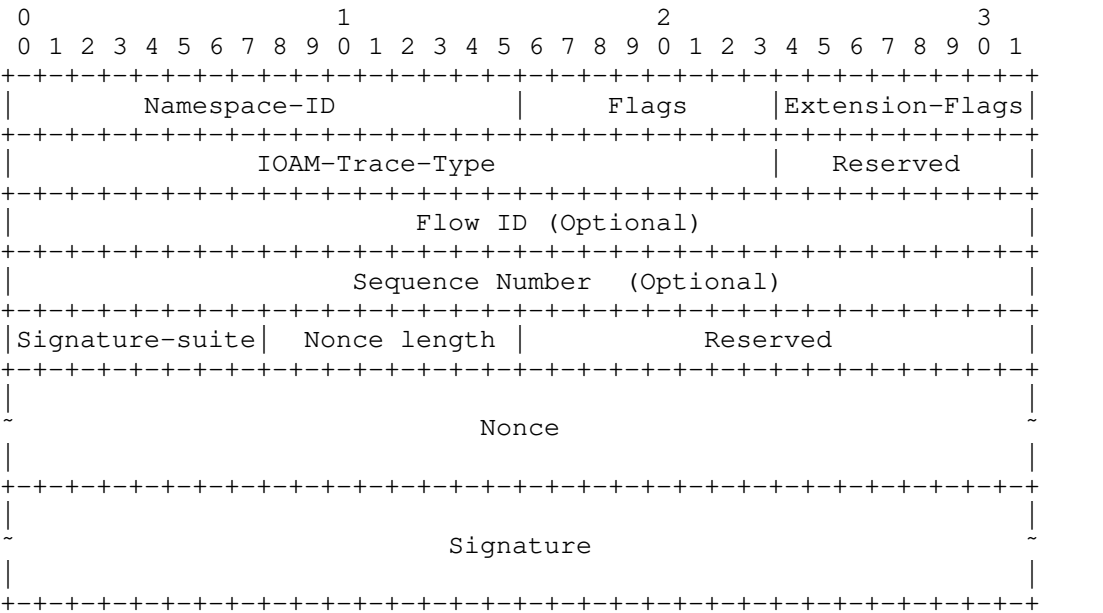 0                   1                   2                   3
 0 1 2 3 4 5 6 7 8 9 0 1 2 3 4 5 6 7 8 9 0 1 2 3 4 5 6 7 8 9 0 1
+-+-+-+-+-+-+-+-+-+-+-+-+-+-+-+-+-+-+-+-+-+-+-+-+-+-+-+-+-+-+-+-+
|        Namespace-ID           |     Flags     |Extension-Flags|
+-+-+-+-+-+-+-+-+-+-+-+-+-+-+-+-+-+-+-+-+-+-+-+-+-+-+-+-+-+-+-+-+
|               IOAM-Trace-Type                 |   Reserved    |
+-+-+-+-+-+-+-+-+-+-+-+-+-+-+-+-+-+-+-+-+-+-+-+-+-+-+-+-+-+-+-+-+
|                         Flow ID (Optional)                    |
+-+-+-+-+-+-+-+-+-+-+-+-+-+-+-+-+-+-+-+-+-+-+-+-+-+-+-+-+-+-+-+-+
|                     Sequence Number  (Optional)               |
+-+-+-+-+-+-+-+-+-+-+-+-+-+-+-+-+-+-+-+-+-+-+-+-+-+-+-+-+-+-+-+-+
|Signature-suite|  Nonce length |           Reserved            |
+-+-+-+-+-+-+-+-+-+-+-+-+-+-+-+-+-+-+-+-+-+-+-+-+-+-+-+-+-+-+-+-+
|                                                               |
~                             Nonce                             ~
|                                                               |
+-+-+-+-+-+-+-+-+-+-+-+-+-+-+-+-+-+-+-+-+-+-+-+-+-+-+-+-+-+-+-+-+
|                                                               |
~                           Signature                           ~
|                                                               |
+-+-+-+-+-+-+-+-+-+-+-+-+-+-+-+-+-+-+-+-+-+-+-+-+-+-+-+-+-+-+-+-+